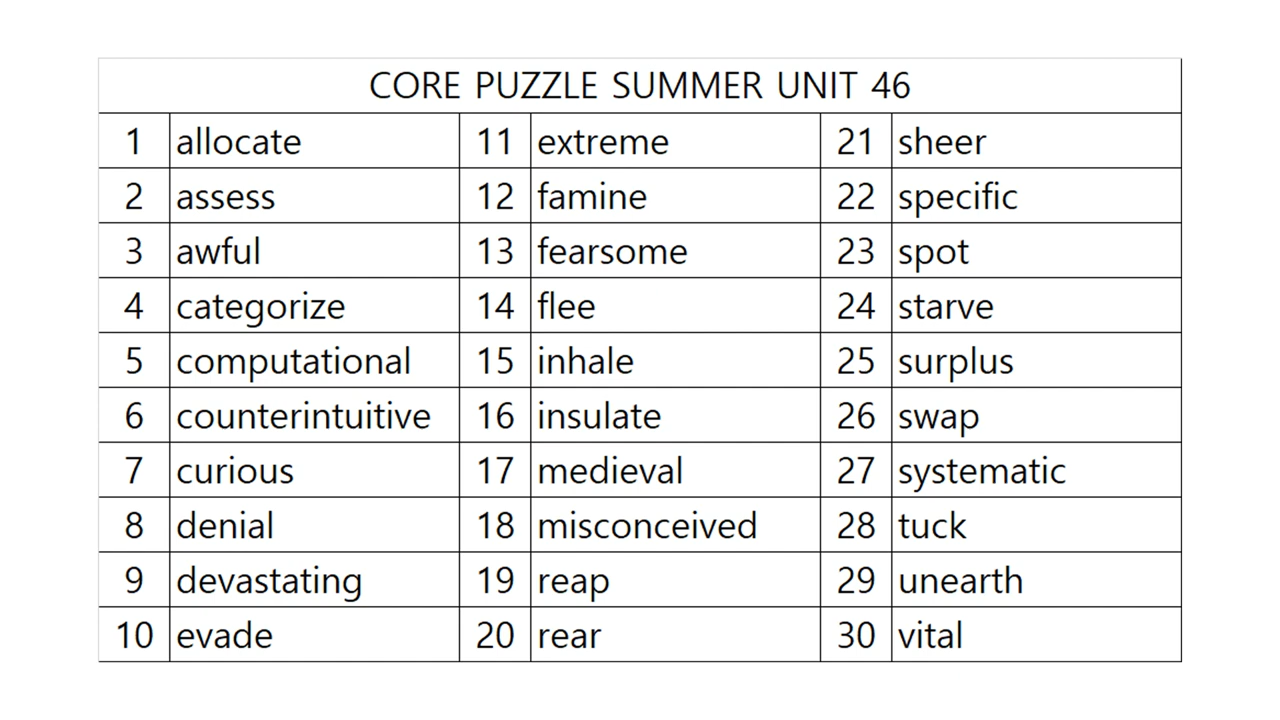 CORE PUZZLE SUMMER UNIT 46
1 allocate 11 extreme 21 sheer
2 assess 12 famine 22 specific
3 awful 13 fearsome 23 spot
4 categorize 14 flee 24 starve
5 computational 15 inhale 25 surplus
6 counterintuitive 16 insulate 26 swap
7 curious 17 medieval 27 systematic
8 denial 18 misconceived 28 tuck
9 devastating 19 reap 29 unearth
10 evade 20 rear 30 vital